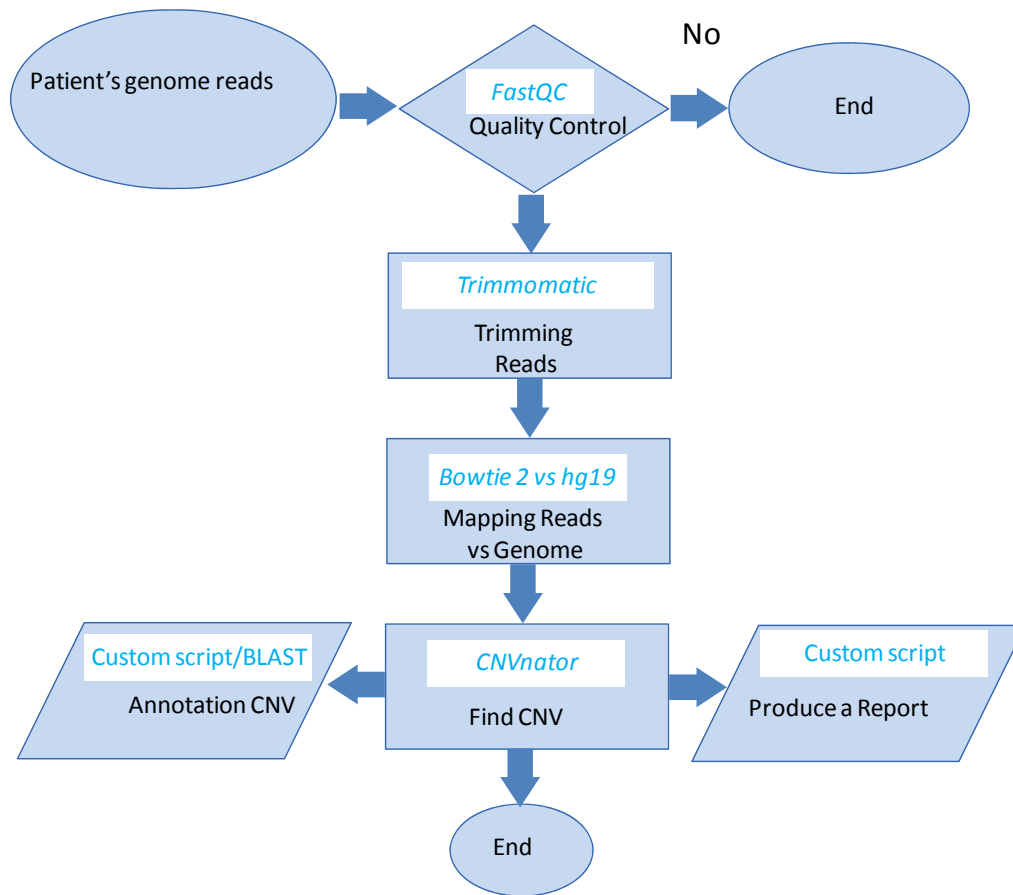 No
Patient's genome reads
FastQC
Quality Control
End
Trimmomatic
Trimming
Reads
Bowtie 2 vs hg19
Mapping Reads
vs Genome
Custom script/BLAST
Annotation CNV
CNVnator
Find CNV
Custom script
Produce a Report
End